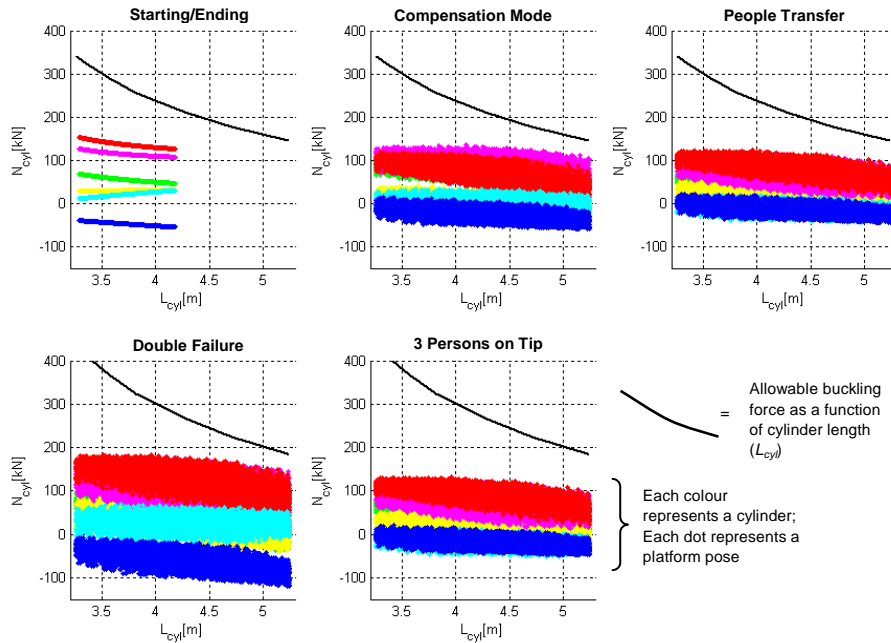 Starting/Ending
400
300
200
100
0
-100
N_cyl[kN]
3.5 4 4.5 5
L_cyl[m]
Compensation Mode
400
300
200
100
0
-100
N_cyl[kN]
3.5 4 4.5 5
L_cyl[m]
People Transfer
400
300
200
100
0
-100
N_cyl[kN]
3.5 4 4.5 5
L_cyl[m]
Double Failure
400
300
200
100
0
-100
N_cyl[kN]
3.5 4 4.5 5
L_cyl[m]
3 Persons on Tip
400
300
200
100
0
-100
N_cyl[kN]
3.5 4 4.5 5
L_cyl[m]
= Allowable buckling
force as a function
of cylinder length
(L_cyl)
Each colour
represents a cylinder;
Each dot represents a
platform pose